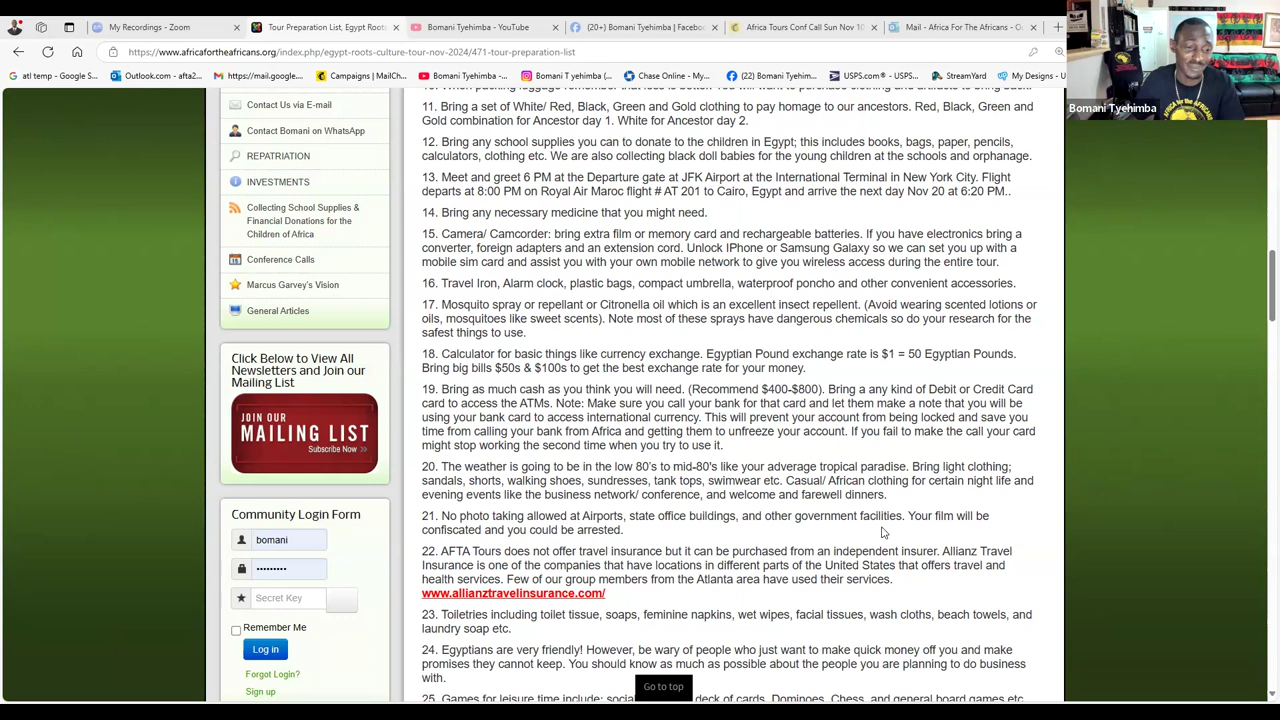 My Recordings - Zoom
Tour Preparation List, Egypt
Bomani Tyehimba - YouTube
(20+) Bomani Tyehimba | Facebo
Africa Tours Conf Call Sun Nov 10
Mail - Africa For The Africans - O
https://www.africafortheafricans.org/index.php/egypt-roots-culture-tour-nov-2024/471-tour-pre
atl temp - Google S...
Outlook.com - afta2...
https://mail.google....
Campaigns | MailCh...
Bomani Tyehimba -...
Bomani T yehimba (...
Chase Online - My...
(22) Bomani Tyehim...
USPS.com® - USPS...
StreamYard
My Designs - U
Bomani Tyehimba
Contact Us via E-mail
Contact Bomani on WhatsApp
REPATRIATION
INVESTMENTS
Collecting School Supplies &
Financial Donations for the
Children of Africa
Conference Calls
Marcus Garvey's Vision
General Articles
Click Below to View All
Newsletters and Join our
Mailing List
JOIN OUR
MAILING LIST
Subscribe Now >>
Community Login Form
bomani
•••••••••
Secret Key
Remember Me
Log in
Forgot Login?
Sign up
11. Bring a set of White/ Red, Black, Green and Gold clothing to pay homage to our ancestors. Red, Black, Green and
Gold combination for Ancestor day 1. White for Ancestor day 2.
12. Bring any school supplies you can to donate to the children in Egypt; this includes books, bags, paper, pencils,
calculators, clothing etc. We are also collecting black doll babies for the young children at the schools and orphanage.
13. Meet and greet 6 PM at the Departure gate at JFK Airport at the International Terminal in New York City. Flight
departs at 8:00 PM on Royal Air Maroc flight # AT 201 to Cairo, Egypt and arrive the next day Nov 20 at 6:20 PM..
14. Bring any necessary medicine that you might need.
15. Camera/ Camcorder: bring extra film or memory card and rechargeable batteries. If you have electronics bring a
converter, foreign adapters and an extension cord. Unlock IPhone or Samsung Galaxy so we can set you up with a
mobile sim card and assist you with your own mobile network to give you wireless access during the entire tour.
16. Travel Iron, Alarm clock, plastic bags, compact umbrella, waterproof poncho and other convenient accessories.
17. Mosquito spray or repellant or Citronella oil which is an excellent insect repellent. (Avoid wearing scented lotions or
oils, mosquitoes like sweet scents). Note most of these sprays have dangerous chemicals so do your research for the
safest things to use.
18. Calculator for basic things like currency exchange. Egyptian Pound exchange rate is $1 = 50 Egyptian Pounds.
Bring big bills $50s & $100s to get the best exchange rate for your money.
19. Bring as much cash as you think you will need. (Recommend $400-$800). Bring a any kind of Debit or Credit Card
card to access the ATMs. Note: Make sure you call your bank for that card and let them make a note that you will be
using your bank card to access international currency. This will prevent your account from being locked and save you
time from calling your bank from Africa and getting them to unfreeze your account. If you fail to make the call your card
might stop working the second time when you try to use it.
20. The weather is going to be in the low 80's to mid-80's like your adverage tropical paradise. Bring light clothing;
sandals, shorts, walking shoes, sundresses, tank tops, swimwear etc. Casual/ African clothing for certain night life and
evening events like the business network/ conference, and welcome and farewell dinners.
21. No photo taking allowed at Airports, state office buildings, and other government facilities. Your film will be
confiscated and you could be arrested.
22. AFTA Tours does not offer travel insurance but it can be purchased from an independent insurer. Allianz Travel
Insurance is one of the companies that have locations in different parts of the United States that offers travel and
health services. Few of our group members from the Atlanta area have used their services.
www.allianztravelinsurance.com/
23. Toiletries including toilet tissue, soaps, feminine napkins, wet wipes, facial tissues, wash cloths, beach towels, and
laundry soap etc.
24. Egyptians are very friendly! However, be wary of people who just want to make quick money off you and make
promises they cannot keep. You should know as much as possible about the people you are planning to do business
with.
25. Games for leisure time include: social deck of cards, Dominoes, Chess, and general board games etc
Go to top